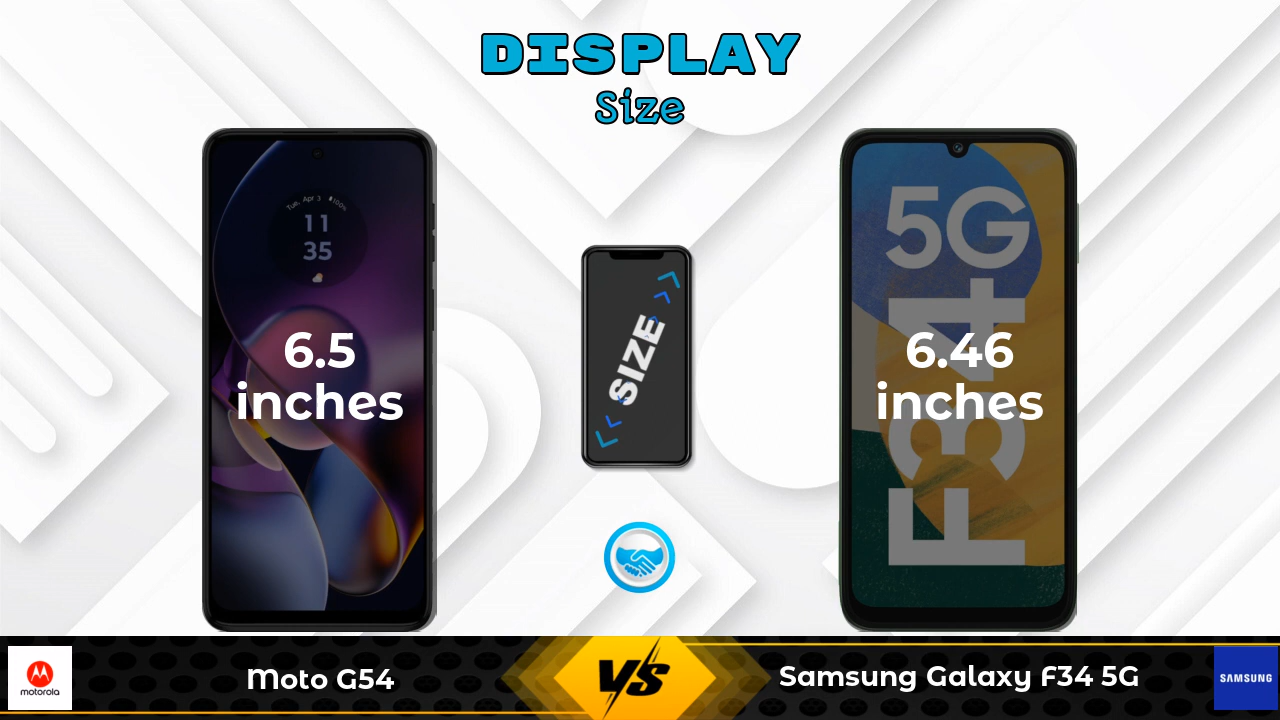 DISPLAY
Size
Tue, Apr 3 100%
11
35
6.5
inches
SIZE
5G
F34
6.46
inches
motorola
Moto G54
VS
Samsung Galaxy F34 5G
SAMSUNG